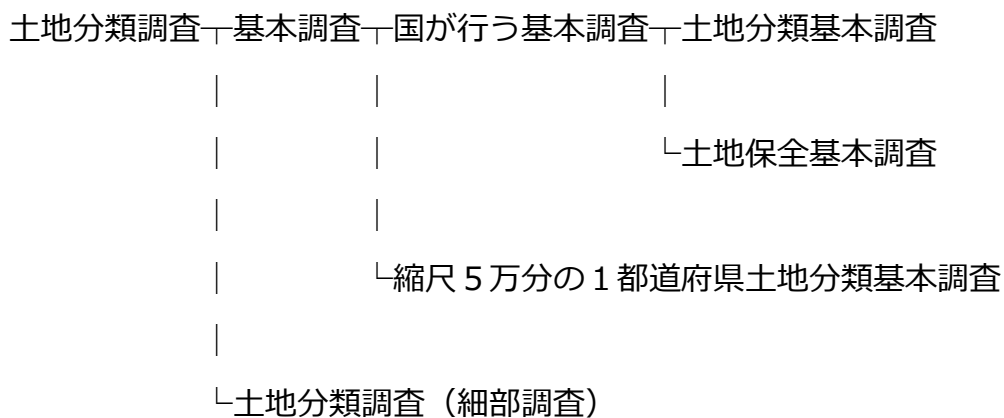 土地分類調査┬基本調査┬国が行う基本調査┬土地分類基本調査
│ │ │
│ │ └土地保全基本調査
│ │
│ └縮尺５万分の１都道府県土地分類基本調査
│
└土地分類調査（細部調査）